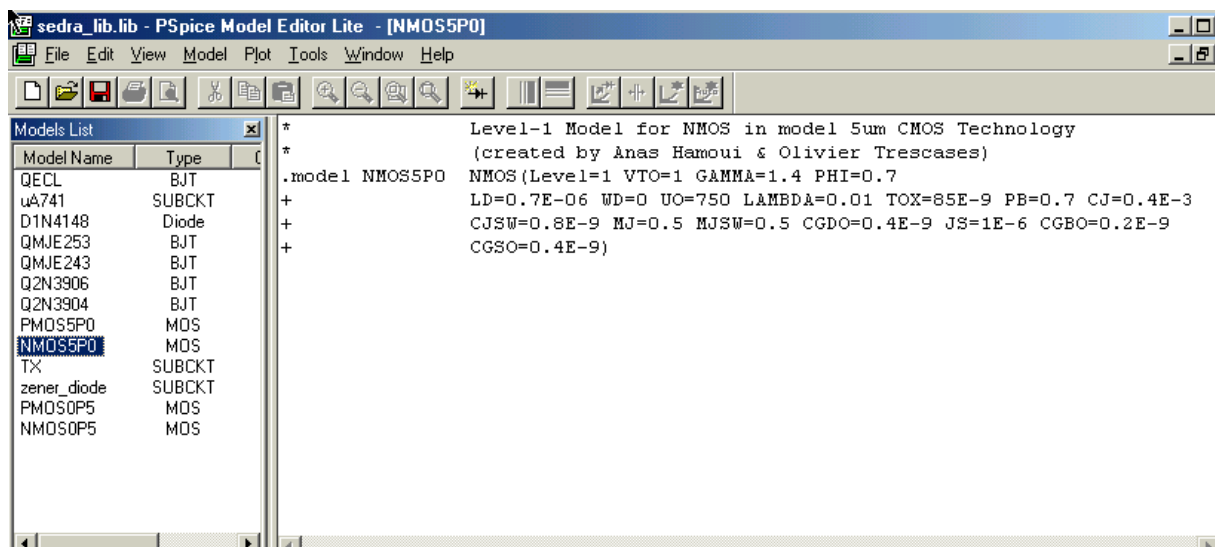 sedra_lib.lib - PSpice Model Editor Lite - [NMOS5P0]
File Edit View Model Plot Tools Window Help
Models List
Model Name Type
QECL BJT
uA741 SUBCKT
D1N4148 Diode
QMJE253 BJT
QMJE243 BJT
Q2N3906 BJT
Q2N3904 BJT
PMOS5P0 MOS
NMOS5P0 MOS
TX SUBCKT
zener_diode SUBCKT
PMOS0P5 MOS
NMOS0P5 MOS
* Level-1 Model for NMOS in model 5um CMOS Technology
* (created by Anas Hamoui & Olivier Trescases)
.model NMOS5P0 NMOS(Level=1 VTO=1 GAMMA=1.4 PHI=0.7
+ LD=0.7E-06 WD=0 UO=750 LAMBDA=0.01 TOX=85E-9 PB=0.7 CJ=0.4E-3
+ CJSW=0.8E-9 MJ=0.5 MJSW=0.5 CGDO=0.4E-9 JS=1E-6 CGBO=0.2E-9
+ CGSO=0.4E-9)